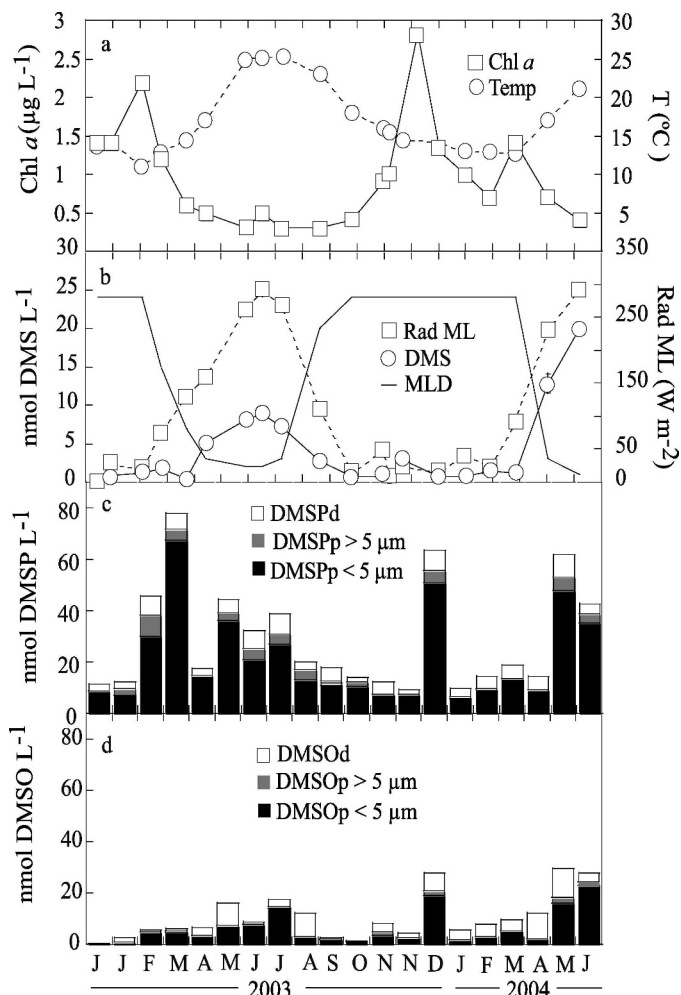 3
2.5
2
1.5
1
0.5
Chl a (µg L-1)
a
Chl a
Temp
30
25
20
15
10
5
T (ºC)
30
25
20
15
10
5
0
nmol DMS L-1
b
Rad ML
DMS
MLD
350
250
150
50
0
Rad ML (W m-2)
80
60
40
20
0
nmol DMSP L-1
c
DMSPd
DMSPp > 5 µm
DMSPp < 5 µm
80
60
40
20
0
nmol DMSO L-1
d
DMSOd
DMSOp > 5 µm
DMSOp < 5 µm
J J F M A M J J A S O N N D J F M A M J
2003 2004